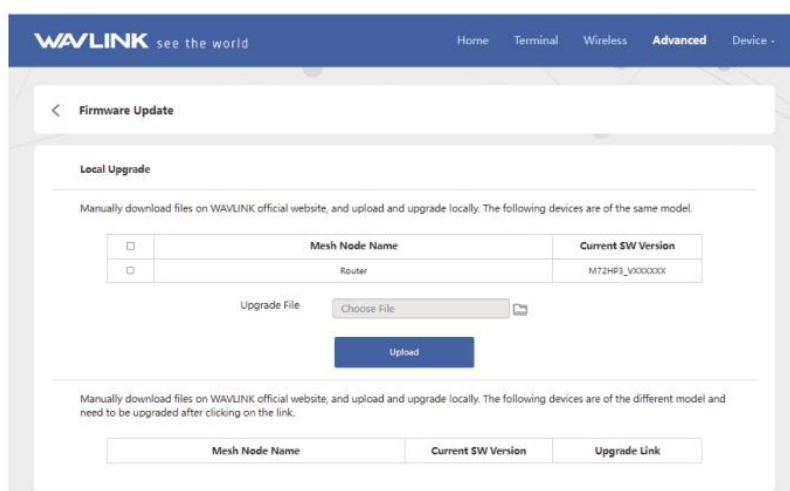 WAVLINK see the world
Home Terminal Wireless Advanced Device
Firmware Update
Local Upgrade
Manually download files on WAVLINK official website, and upload and upgrade locally. The following devices are of the same model.
Mesh Node Name Current SW Version
Router M72HP3_VXXXXXX
Upgrade File Choose File
Upload
Manually download files on WAVLINK official website, and upload and upgrade locally. The following devices are of the different model and
need to be upgraded after clicking on the link.
Mesh Node Name Current SW Version Upgrade Link